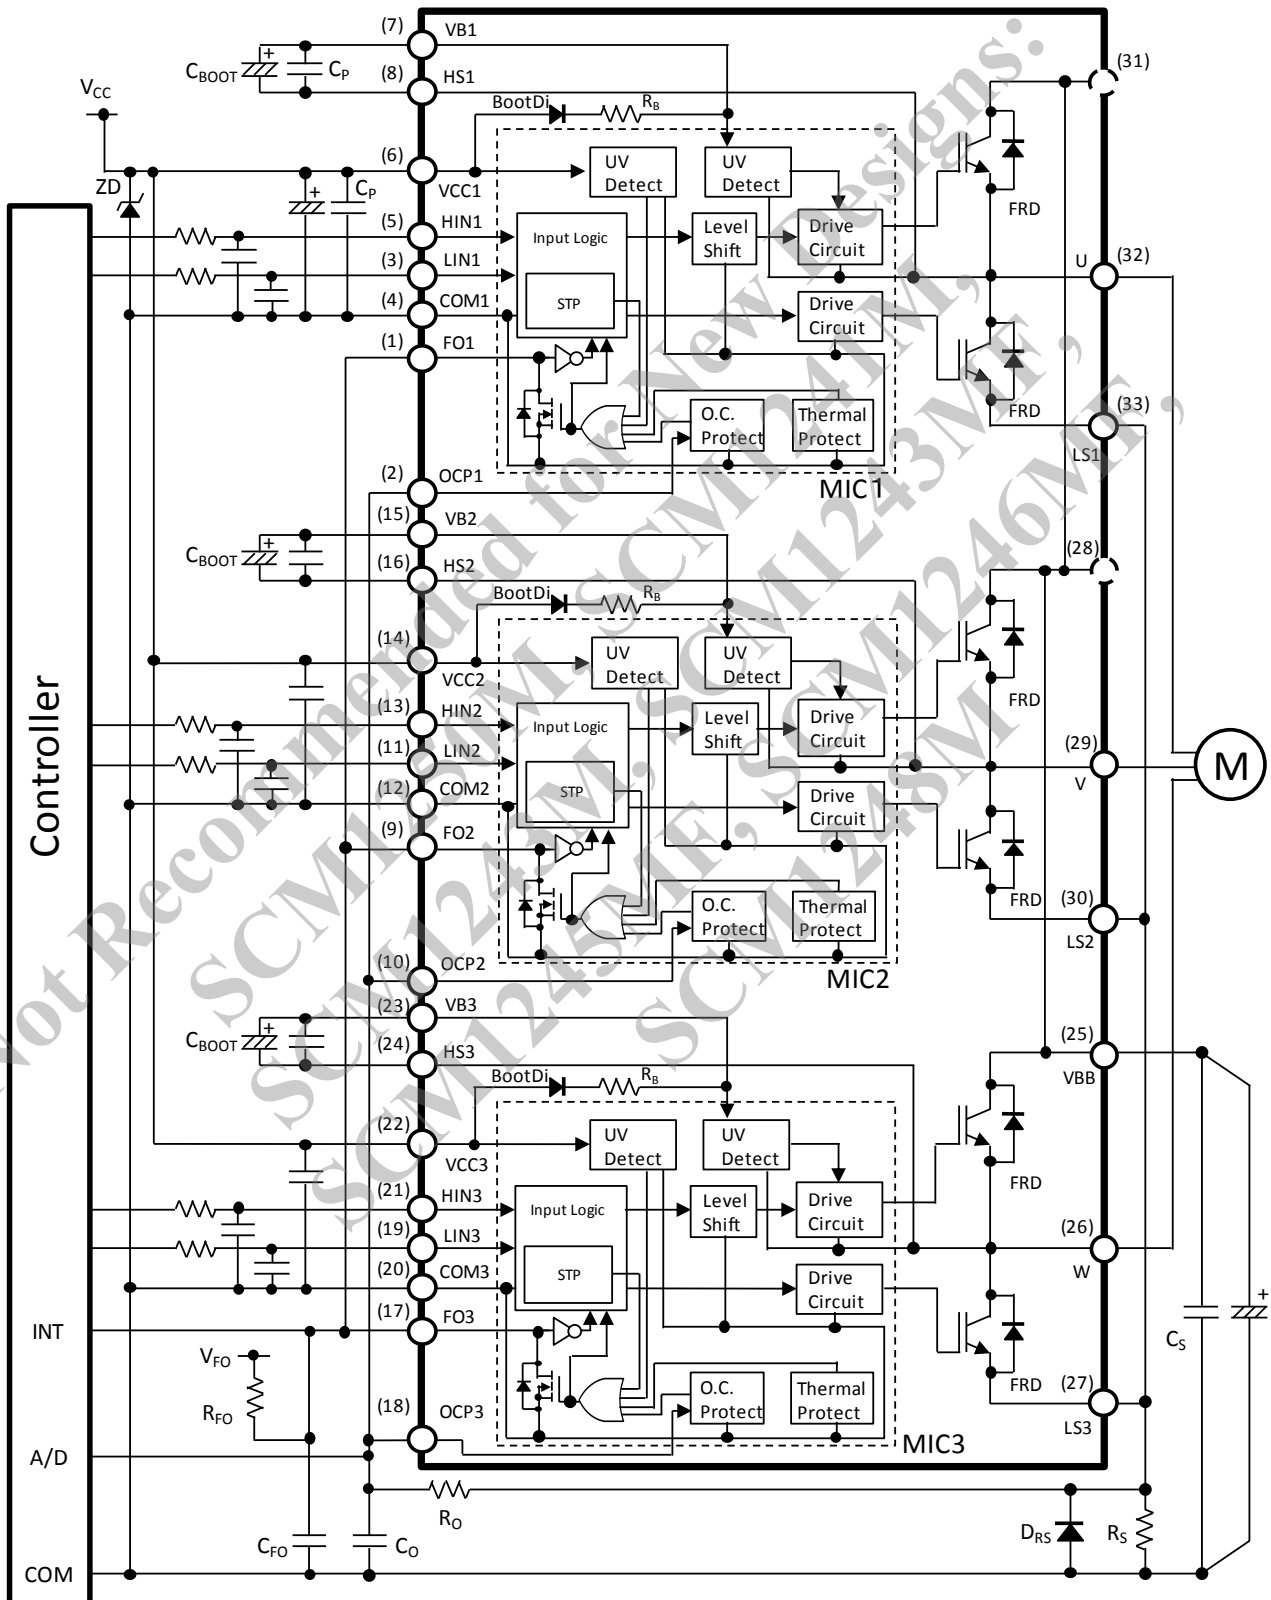 (7) VB1
CBOOT
CP
(8) HS1
(31)
VCC
BootDi
RB
(6)
VCC1
UV
Detect
UV
Detect
FRD
ZD
CP
(5) HIN1
Input Logic
Level
Shift
Drive
Circuit
(3) LIN1
U
(32)
STP
(4) COM1
Drive
Circuit
(1) FO1
FRD
(33)
LS1
O.C.
Protect
Thermal
Protect
(2) OCP1
MIC1
(15) VB2
CBOOT
(16) HS2
(28)
BootDi
RB
(14)
VCC2
UV
Detect
UV
Detect
FRD
(13) HIN2
Input Logic
Level
Shift
Drive
Circuit
(11) LIN2
(29)
V
M
STP
(12) COM2
Drive
Circuit
(9) FO2
FRD
(30)
LS2
O.C.
Protect
Thermal
Protect
(10) OCP2
MIC2
(23) VB3
CBOOT
(24) HS3
(25)
VBB
BootDi
RB
(22)
VCC3
UV
Detect
UV
Detect
FRD
(21) HIN3
Input Logic
Level
Shift
Drive
Circuit
(19) LIN3
(26)
W
STP
(20) COM3
Drive
Circuit
(17) FO3
FRD
(27)
LS3
CS
+
O.C.
Protect
Thermal
Protect
(18) OCP3
MIC3
Controller
INT
VFO
RFO
A/D
RO
CFO
CO
DRS
RS
COM
Not Recommended for New Designs:
SCM1230M, SCM1241M,
SCM1243M, SCM1243MF,
SCM1245MF, SCM1246MF,
SCM1248M